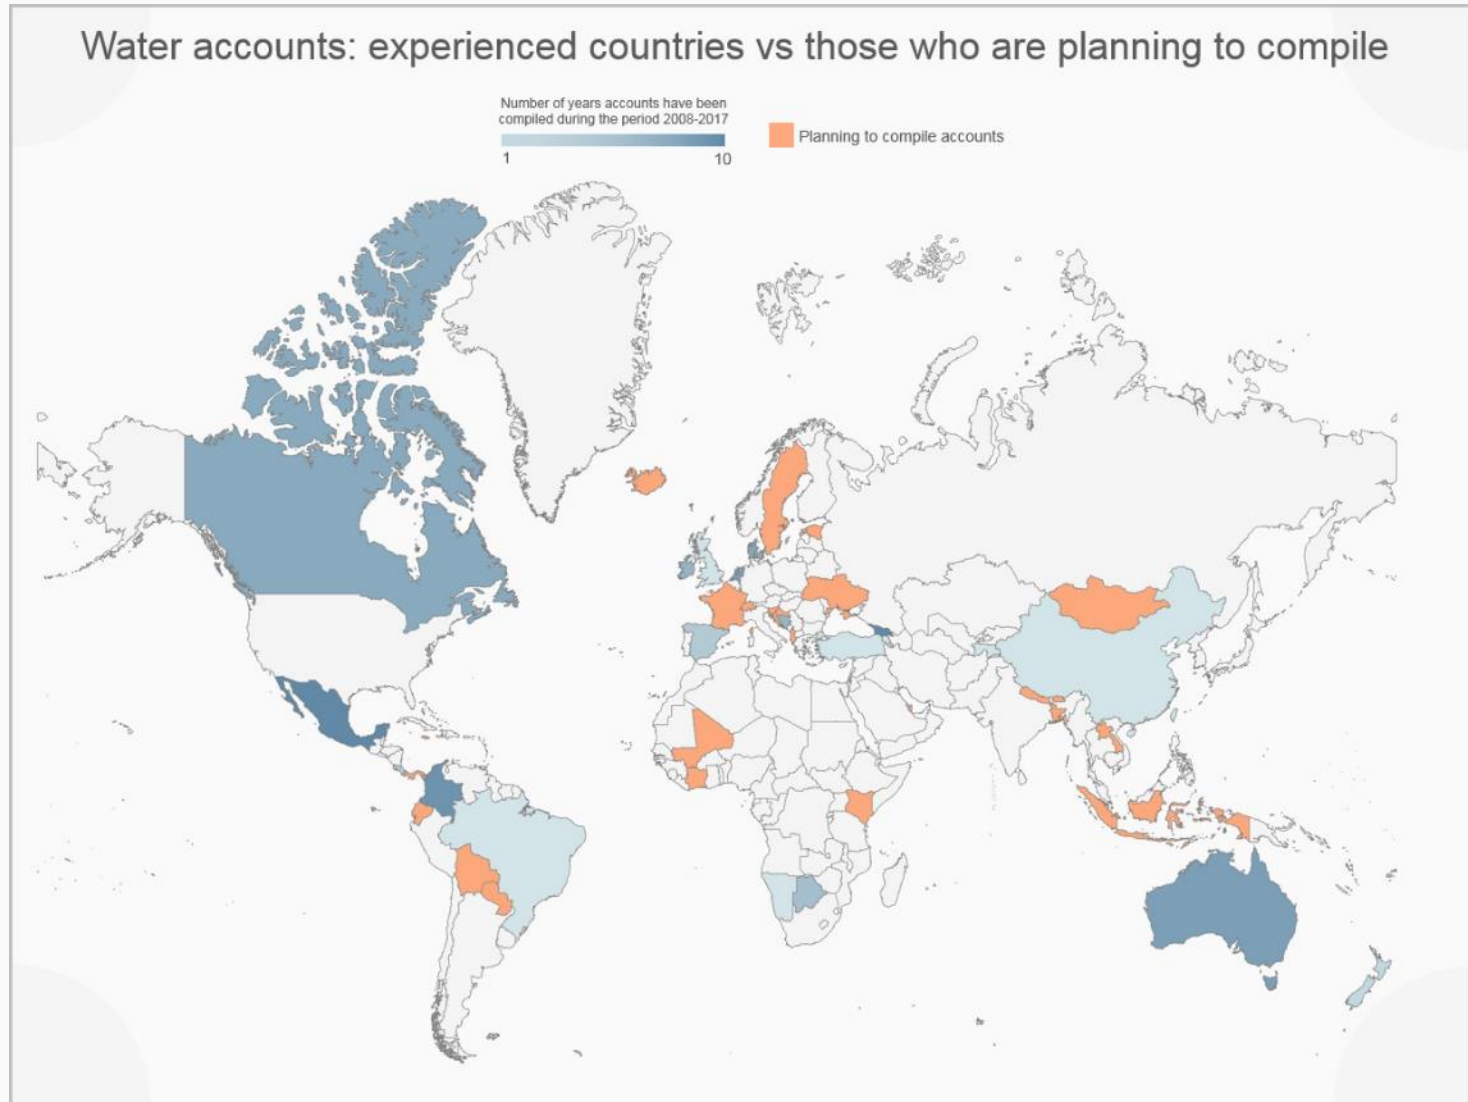 Water accounts: experienced countries vs those who are planning to compile
Number of years accounts have been
compiled during the period 2008-2017
1 10
Planning to compile accounts